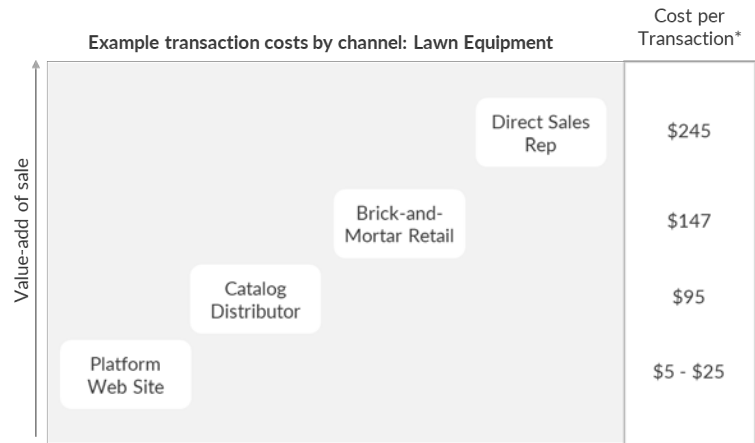 Cost per
Transaction*
Example transaction costs by channel: Lawn Equipment
Value-add of sale
Direct Sales
Rep
$245
Brick-and-
Mortar Retail
$147
Catalog
Distributor
$95
Platform
Web Site
$5 - $25